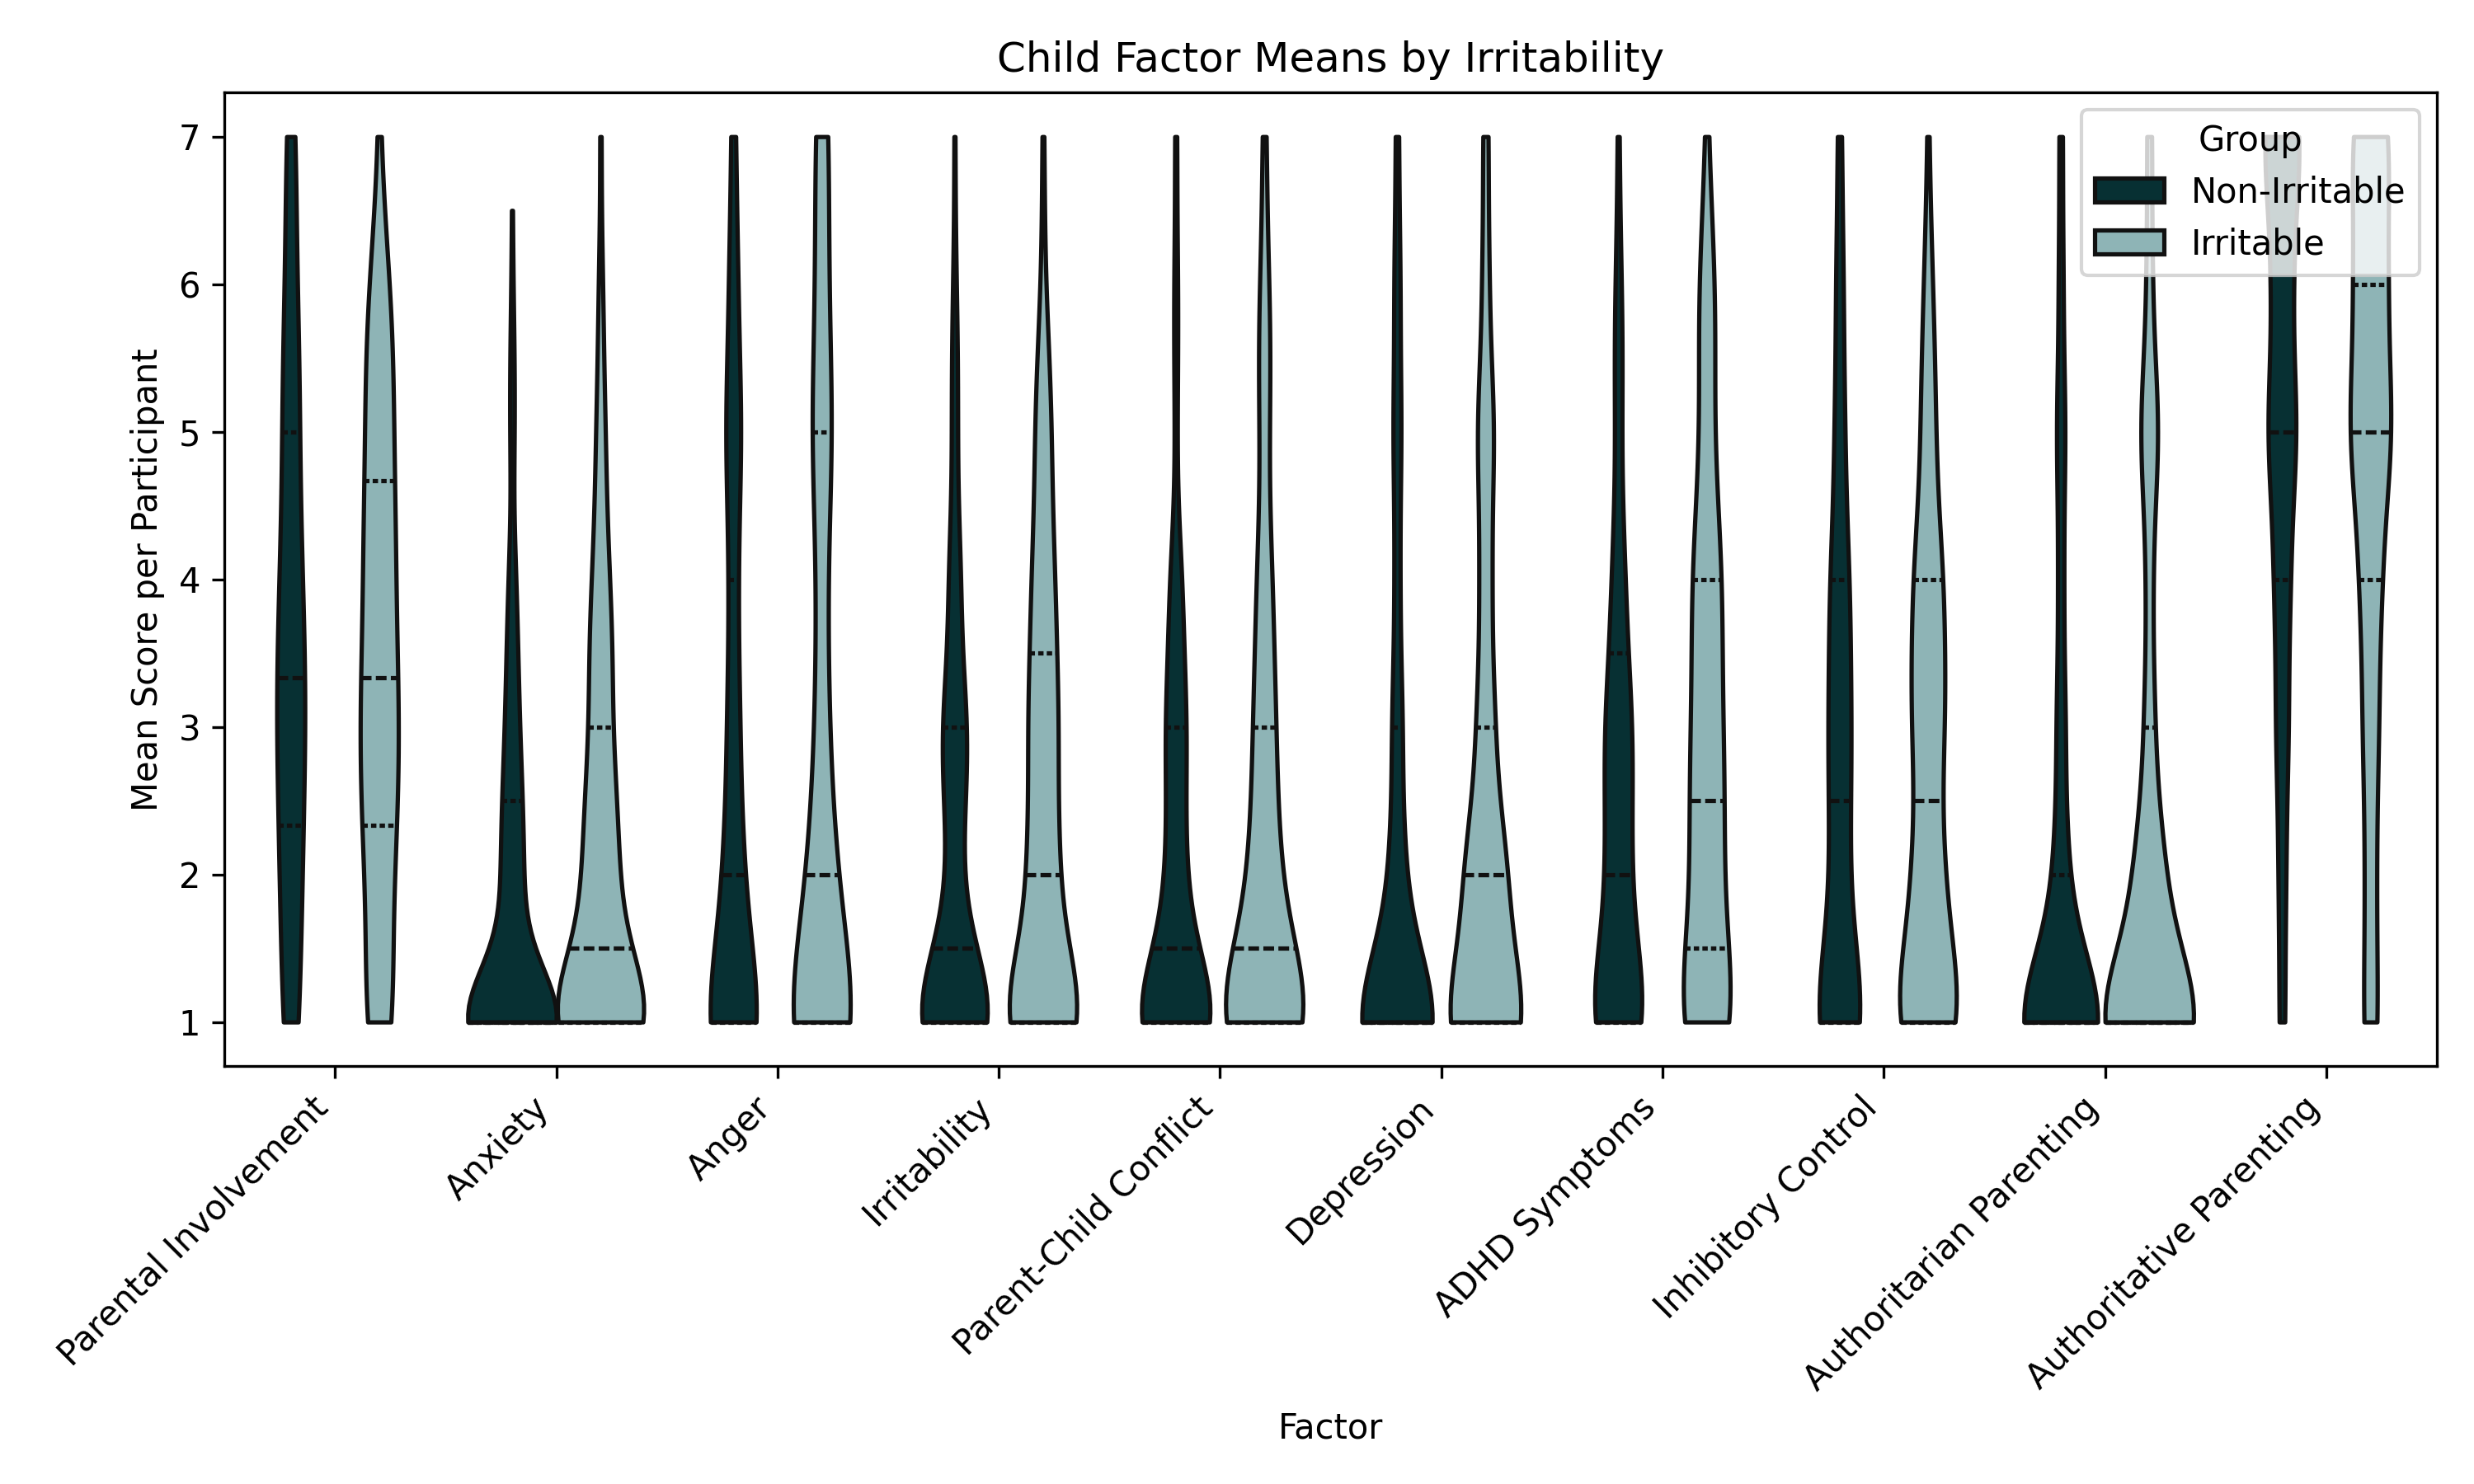 Child Factor Means by Irritability
Group
Non-Irritable
Irritable
Mean Score per Participant
7
6
5
4
3
2
1
Parental Involvement
Anxiety
Anger
Irritability
Parent-Child Conflict
Depression
ADHD Symptoms
Inhibitory Control
Authoritarian Parenting
Authoritative Parenting
Factor